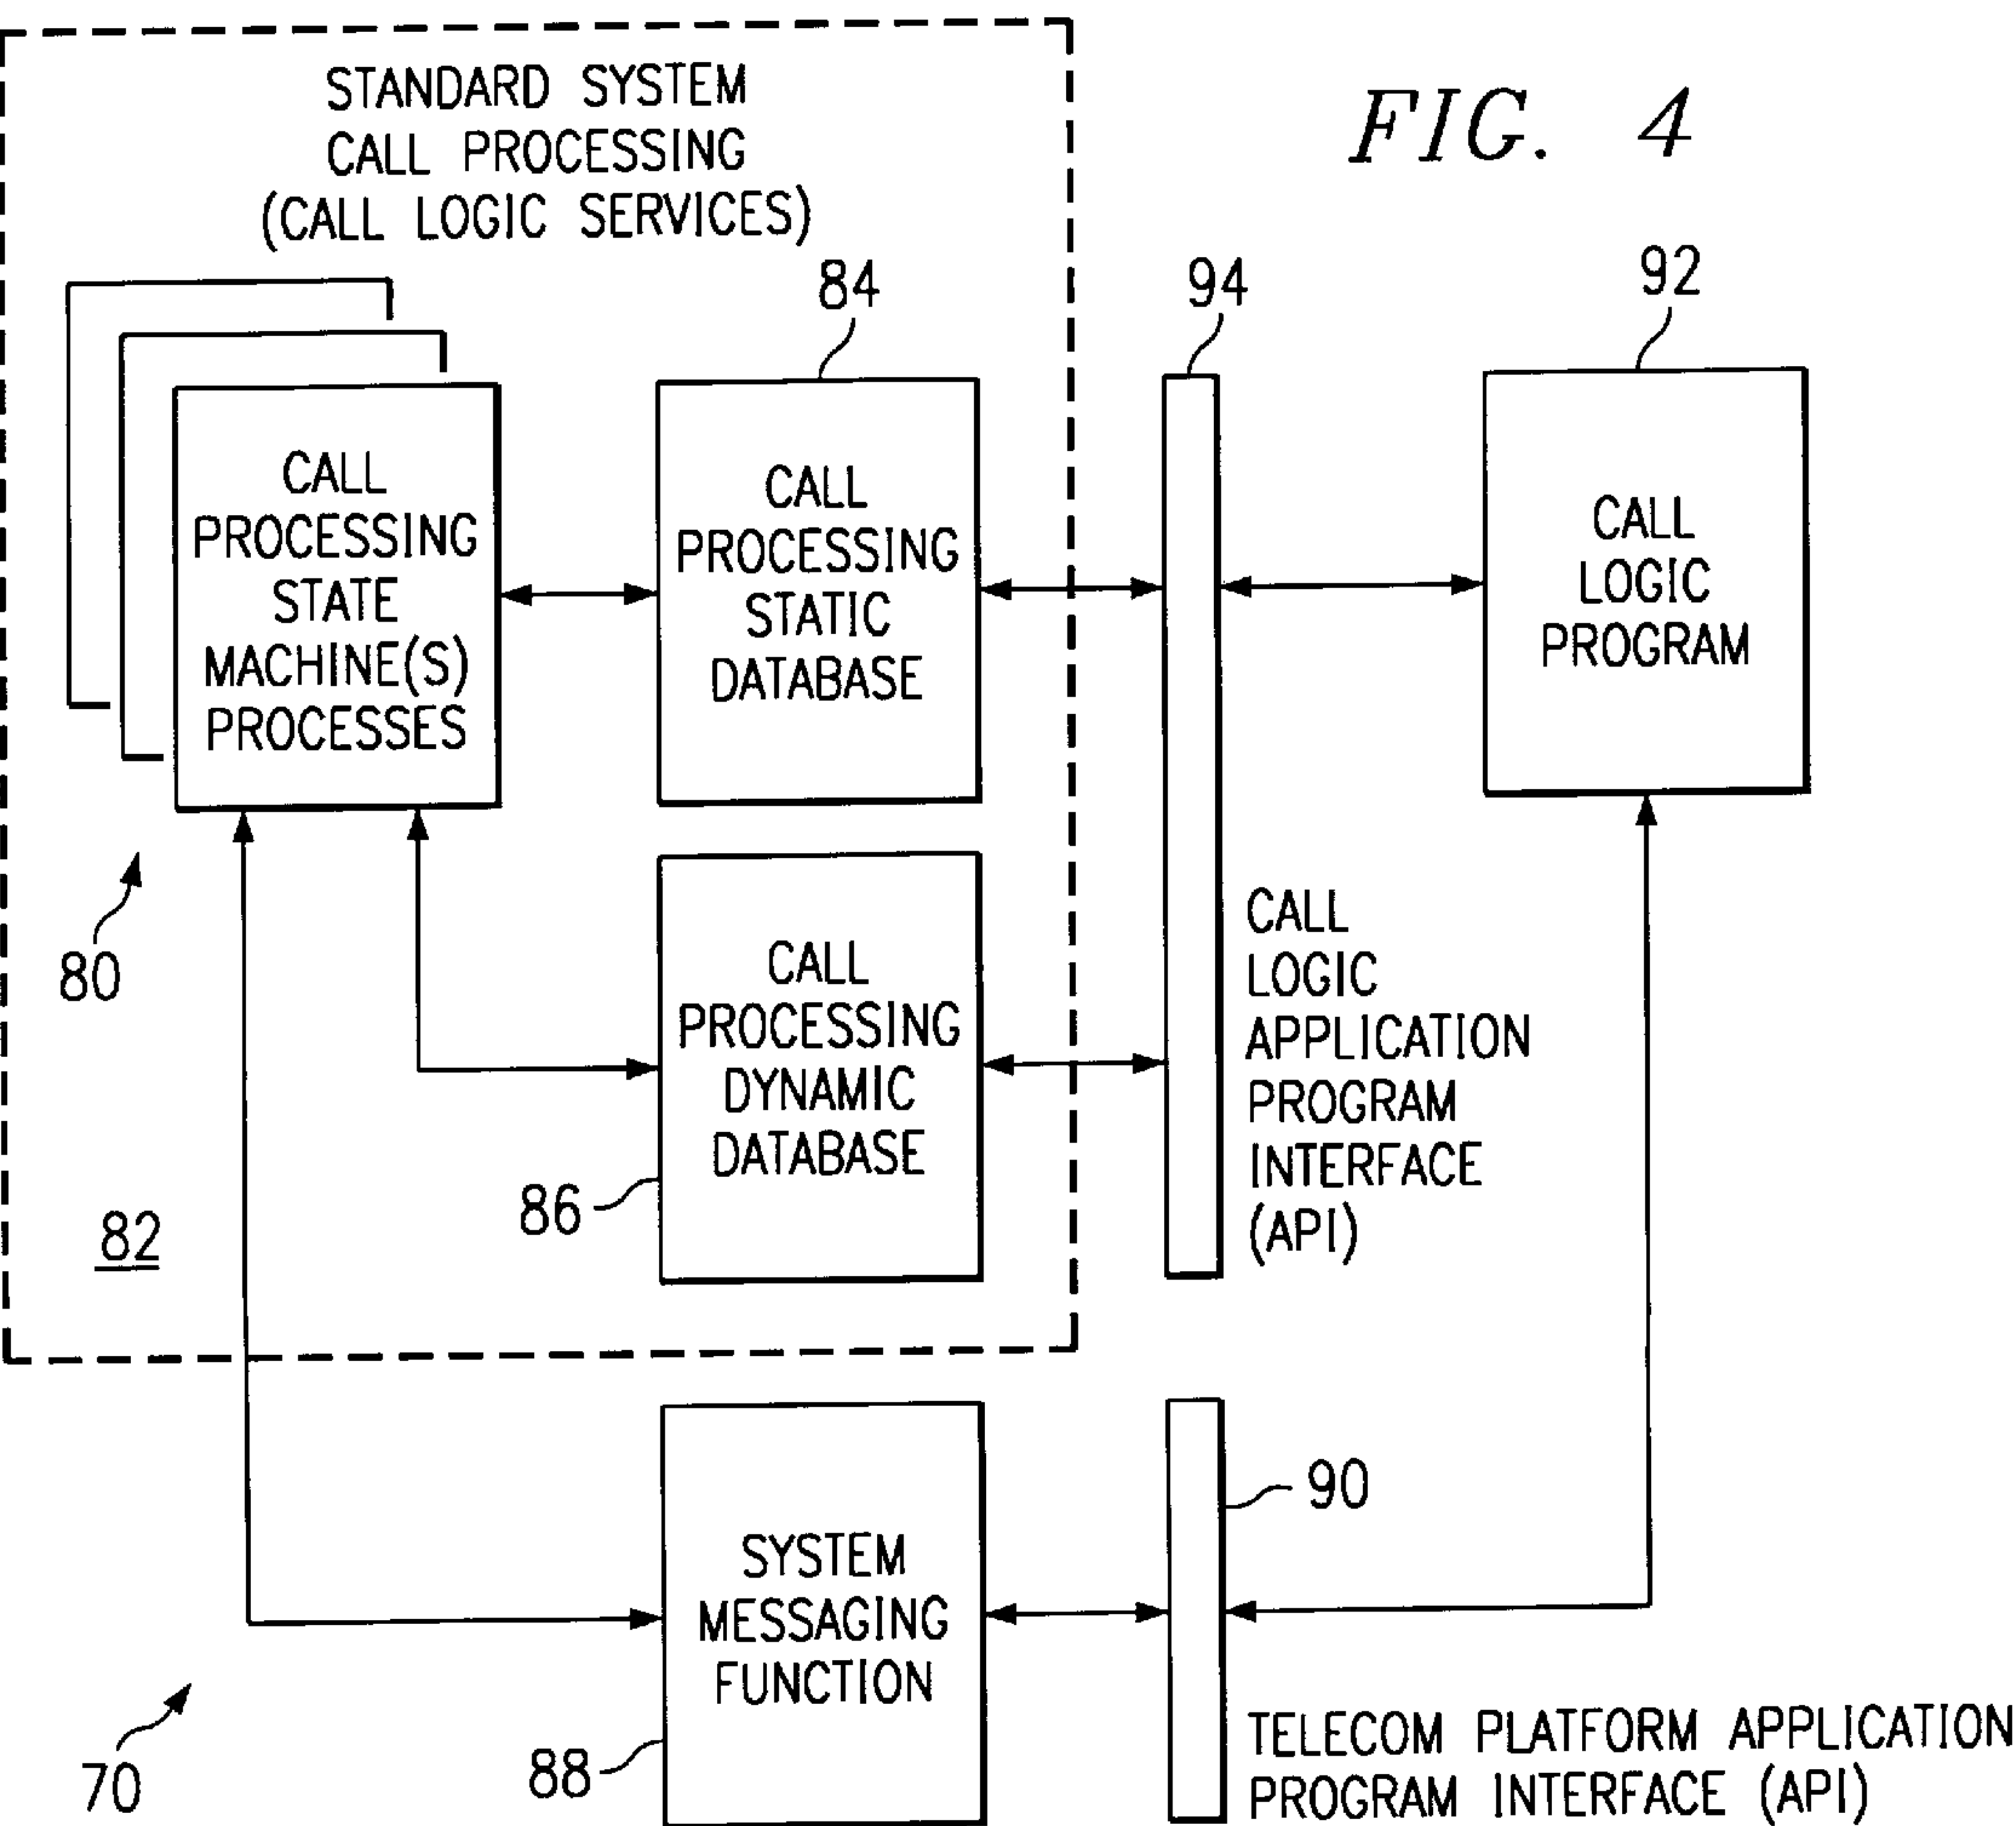 STANDARD SYSTEM
CALL PROCESSING
(CALL LOGIC SERVICES)
FIG. 4
84
94
92
CALL
PROCESSING
STATE
MACHINE(S)
PROCESSES
CALL
PROCESSING
STATIC
DATABASE
CALL
LOGIC
PROGRAM
80
CALL
PROCESSING
DYNAMIC
DATABASE
CALL
LOGIC
APPLICATION
PROGRAM
INTERFACE
(API)
86
82
90
SYSTEM
MESSAGING
FUNCTION
88
70
TELECOM PLATFORM APPLICATION
PROGRAM INTERFACE (API)